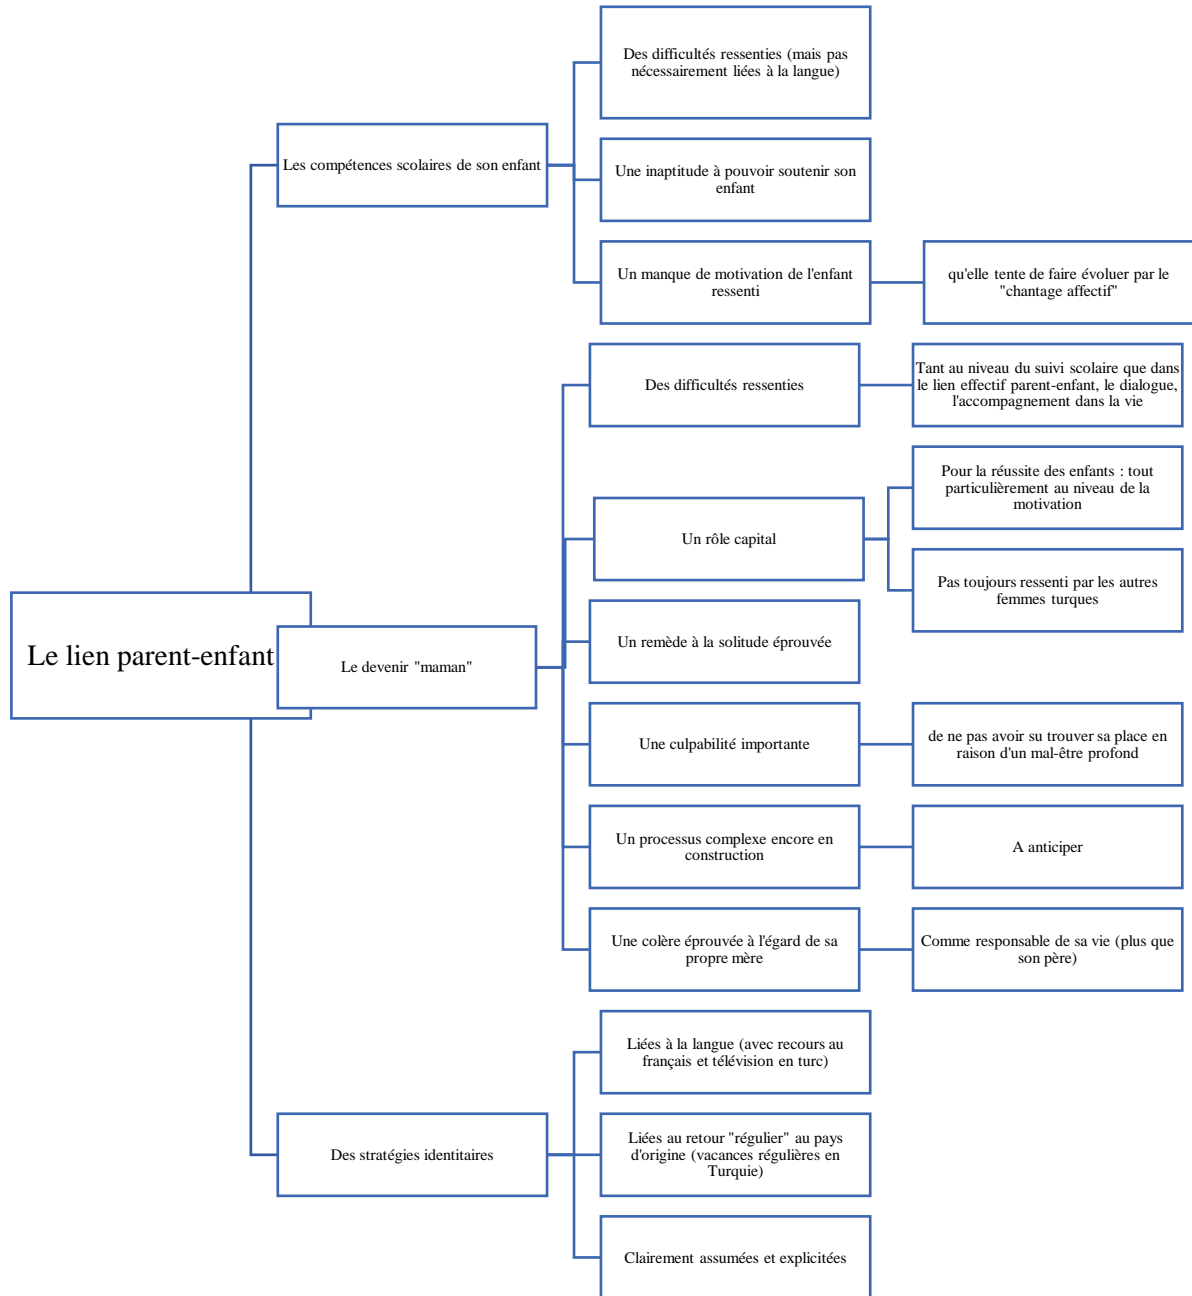 Des difficultés ressenties (mais pas
nécessairement liées à la langue)
Les compétences scolaires de son enfant
Une inaptitude à pouvoir soutenir son
enfant
Un manque de motivation de l'enfant
ressenti
qu'elle tente de faire évoluer par le
"chantage affectif"
Le lien parent-enfant
Le devenir "maman"
Des difficultés ressenties
Tant au niveau du suivi scolaire que dans
le lien effectif parent-enfant, le dialogue,
l'accompagnement dans la vie
Un rôle capital
Pour la réussite des enfants : tout
particulièrement au niveau de la
motivation
Pas toujours ressenti par les autres
femmes turques
Un remède à la solitude éprouvée
Une culpabilité importante
de ne pas avoir su trouver sa place en
raison d'un mal-être profond
Un processus complexe encore en
construction
A anticiper
Une colère éprouvée à l'égard de sa
propre mère
Comme responsable de sa vie (plus que
son père)
Des stratégies identitaires
Liées à la langue (avec recours au
français et télévision en turc)
Liées au retour "régulier" au pays
d'origine (vacances régulières en
Turquie)
Clairement assumées et explicitées